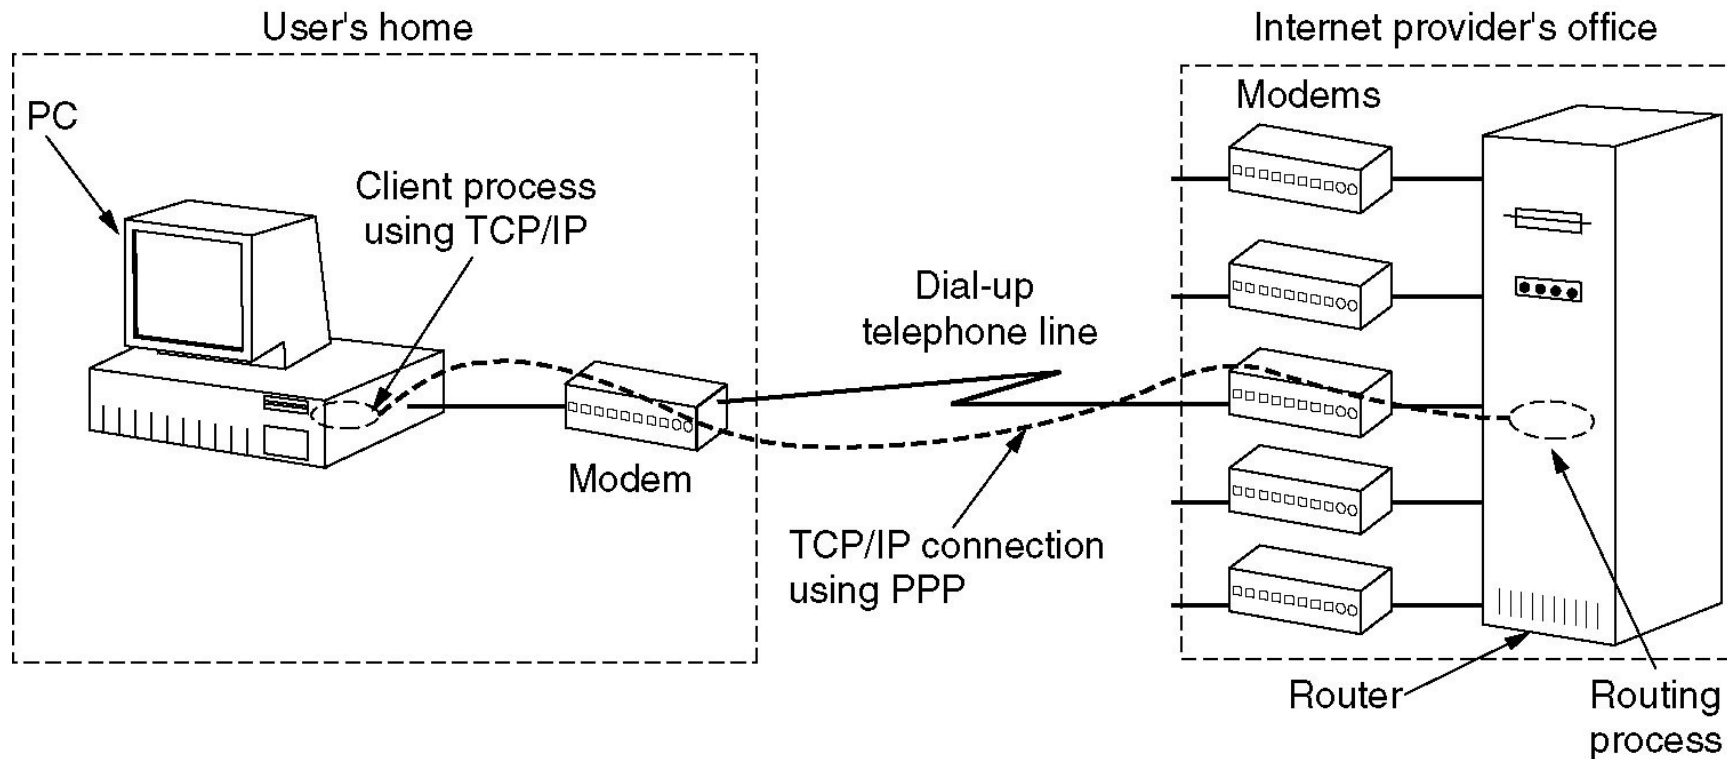 User's home
Internet provider's office
PC
Client process
using TCP/IP
Modems
Dial-up
telephone line
Modem
TCP/IP connection
using PPP
Router
Routing
process